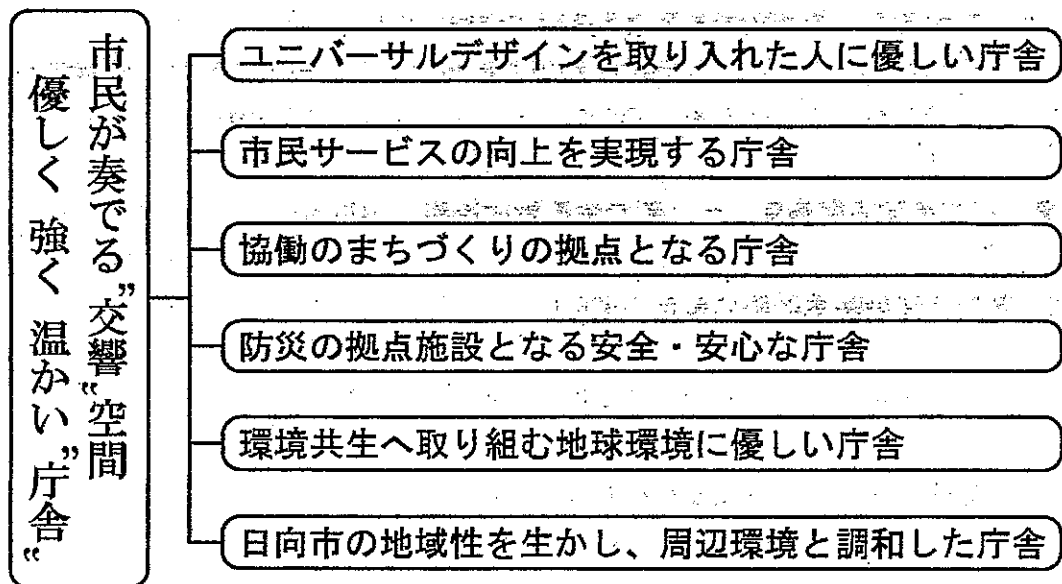 市民が奏でる”交響“空間
優しく 強く 温かい”庁舎“
ユニバーサルデザインを取り入れた人に優しい庁舎
市民サービスの向上を実現する庁舎
協働のまちづくりの拠点となる庁舎
防災の拠点施設となる安全・安心な庁舎
環境共生へ取り組む地球環境に優しい庁舎
日向市の地域性を生かし、周辺環境と調和した庁舎